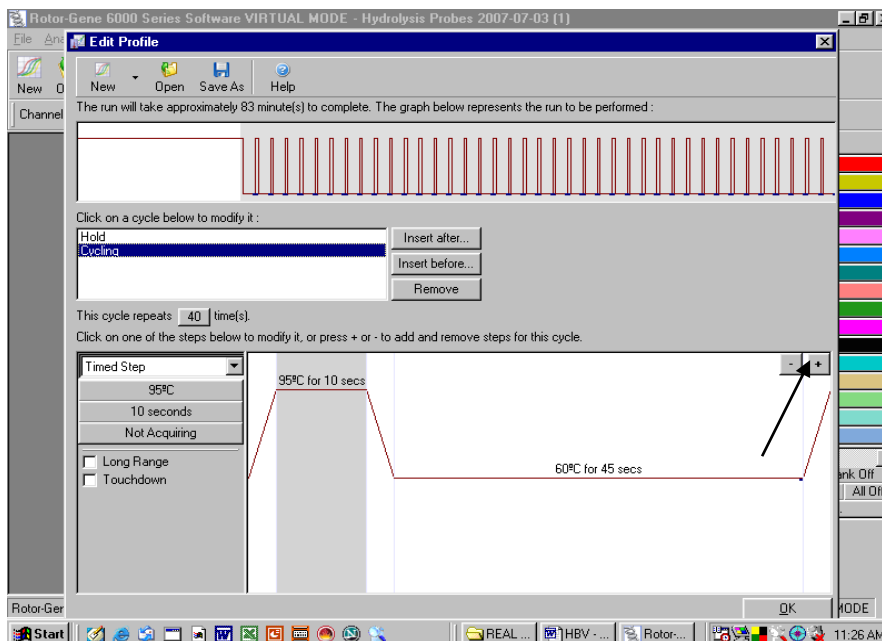 Rotor-Gene 6000 Series Software VIRTUAL MODE - Hydrolysis Probes 2007-07-03 (1)
File
Edit Profile
New
New
Open
Save As
Help
Channel
The run will take approximately 83 minute(s) to complete. The graph below represents the run to be performed :
Click on a cycle below to modify it :
Hold
Cycling
Insert after...
Insert before...
Remove
This cycle repeats 40 time(s).
Click on one of the steps below to modify it, or press + or - to add and remove steps for this cycle.
Timed Step
- +
95ºC
95ºC for 10 secs
10 seconds
Not Acquiring
Long Range
60ºC for 45 secs
Touchdown
ank Off
All Off
OK
Rotor-Ger
MODE
Start
REAL ...
HBV - ...
Rotor-...
11:26 AM